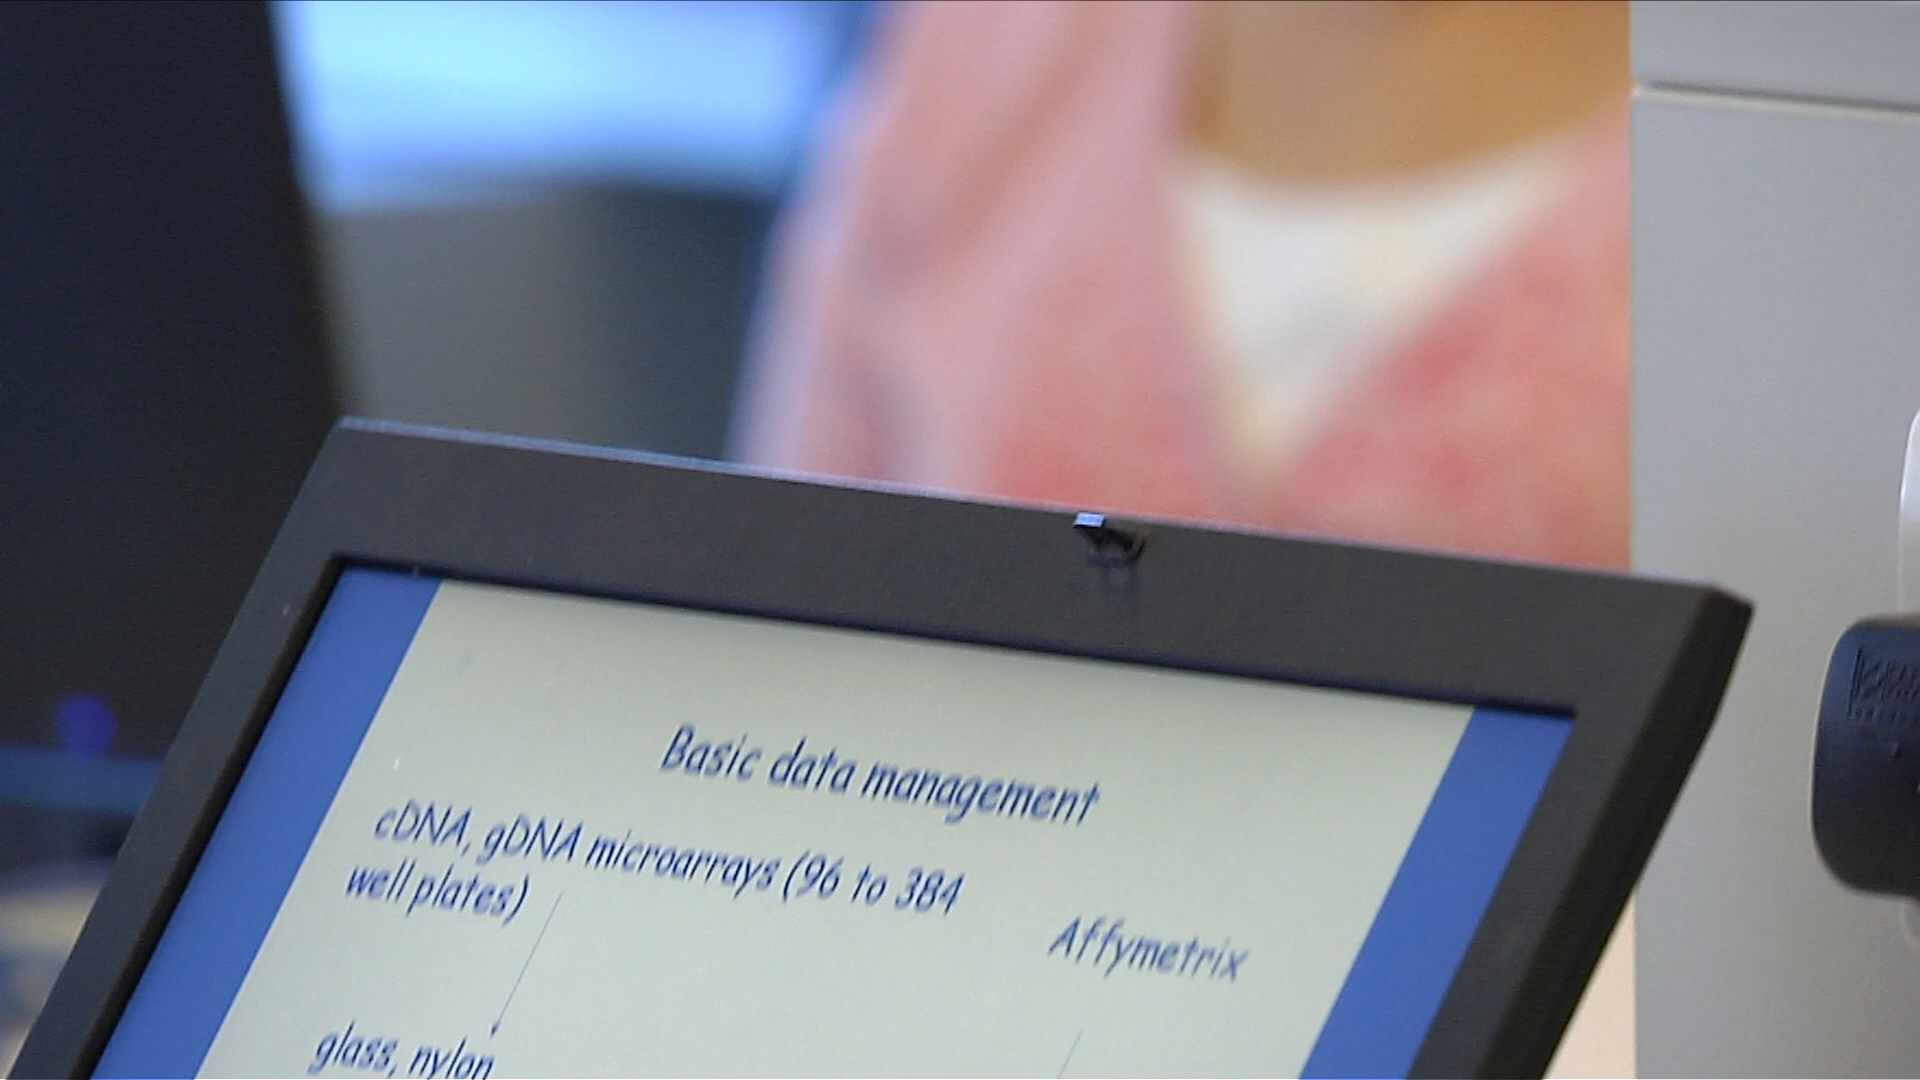 Basic data management
cDNA, gDNA microarrays (96 to 384
well plates)
Affymetrix
glass, nylon